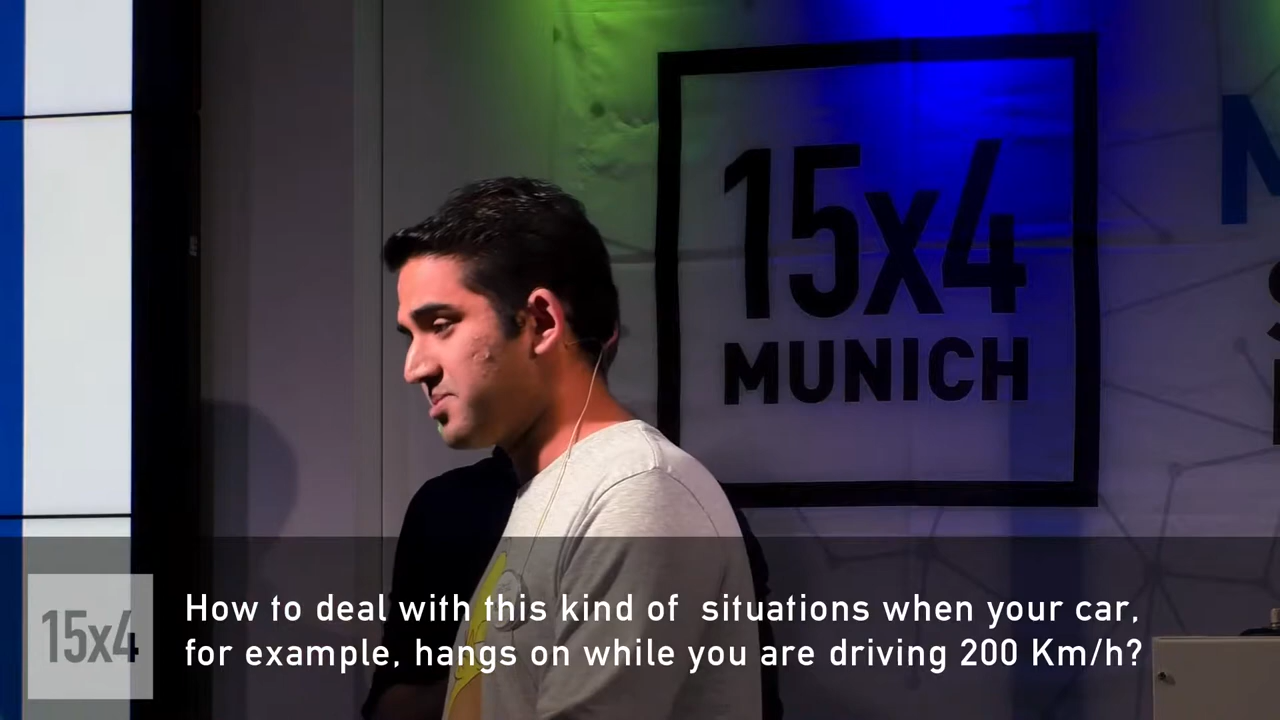 15x4
MUNICH
M
15x4
How to deal with this kind of situations when your car,
for example, hangs on while you are driving 200 Km/h?